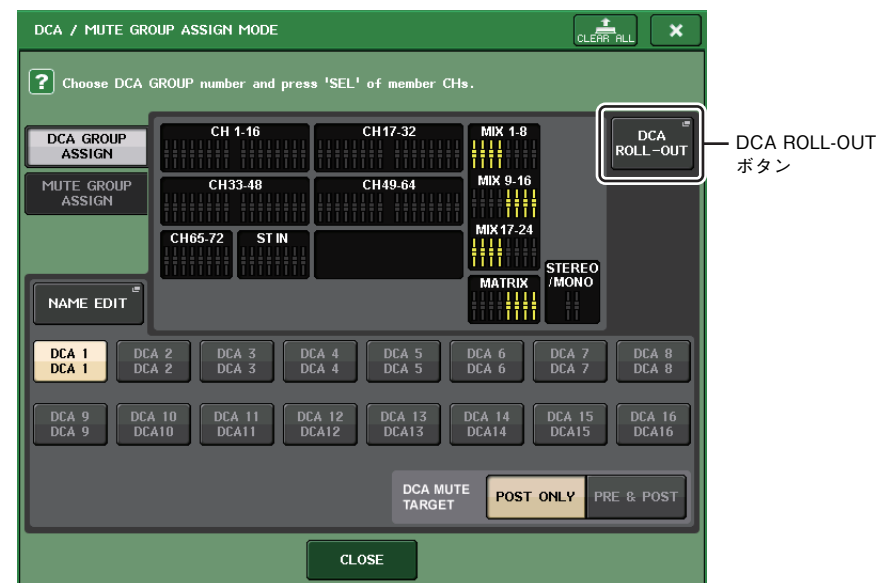 DCA / MUTE GROUP ASSIGN MODE
CLEAR ALL
? Choose DCA GROUP number and press 'SEL' of member CHs.
DCA GROUP
ASSIGN
MUTE GROUP
ASSIGN
CH 1-16
CH17-32
MIX 1-8
CH33-48
CH49-64
MIX 9-16
CH65-72
ST IN
MIX17-24
MATRIX
STEREO
/MONO
DCA
ROLL-OUT
DCA ROLL-OUT
ボタン
NAME EDIT
DCA 1
DCA 1
DCA 2
DCA 2
DCA 3
DCA 3
DCA 4
DCA 4
DCA 5
DCA 5
DCA 6
DCA 6
DCA 7
DCA 7
DCA 8
DCA 8
DCA 9
DCA 9
DCA 10
DCA10
DCA 11
DCA11
DCA 12
DCA12
DCA 13
DCA13
DCA 14
DCA14
DCA 15
DCA15
DCA 16
DCA16
DCA MUTE
TARGET
POST ONLY
PRE & POST
CLOSE